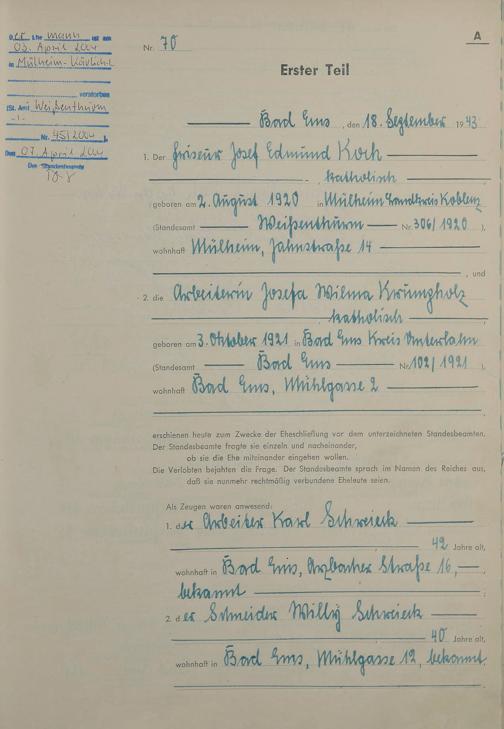 A
Nr. 70
Erster Teil
Der Ehemann ist am
03. April 2004
in Mülheim-Kärlich
verstorben
(St. Amt Weißenthurm
-1-
Nr. 45/2004 ).
Den 07. April 2004
Der Standesbeamte
Bad Ems, den 18. September 1943
1. Der Friseur Josef Edmund Koch
, katholisch
geboren am 2. August 1920 in Mülheim Landkreis Koblenz
(Standesamt Weißenthurm Nr. 306/1920 ),
wohnhaft Mülheim, Jahnstraße 14
, und
2. die Arbeiterin Josefa Wilma Krumgholz
katholisch
geboren am 3. Oktober 1921 in Bad Ems Kreis Unterlahn
(Standesamt Bad Ems Nr. 102/1921 ),
wohnhaft Bad Ems, Mühlgasse 2
erschienen heute zum Zwecke der Eheschließung vor dem unterzeichneten Standesbeamten.
Der Standesbeamte fragte sie einzeln und nacheinander,
ob sie die Ehe miteinander eingehen wollen.
Die Verlobten bejahten die Frage. Der Standesbeamte sprach im Namen des Reiches aus,
daß sie nunmehr rechtmäßig verbundene Eheleute seien.
Als Zeugen waren anwesend:
1. der Arbeiter Karl Schreieck
42 Jahre alt,
wohnhaft in Bad Ems, Arzbacher Straße 16,
bekannt ;
2. der Schneider Willy Schreieck
40 Jahre alt,
wohnhaft in Bad Ems, Mühlgasse 12, bekannt.